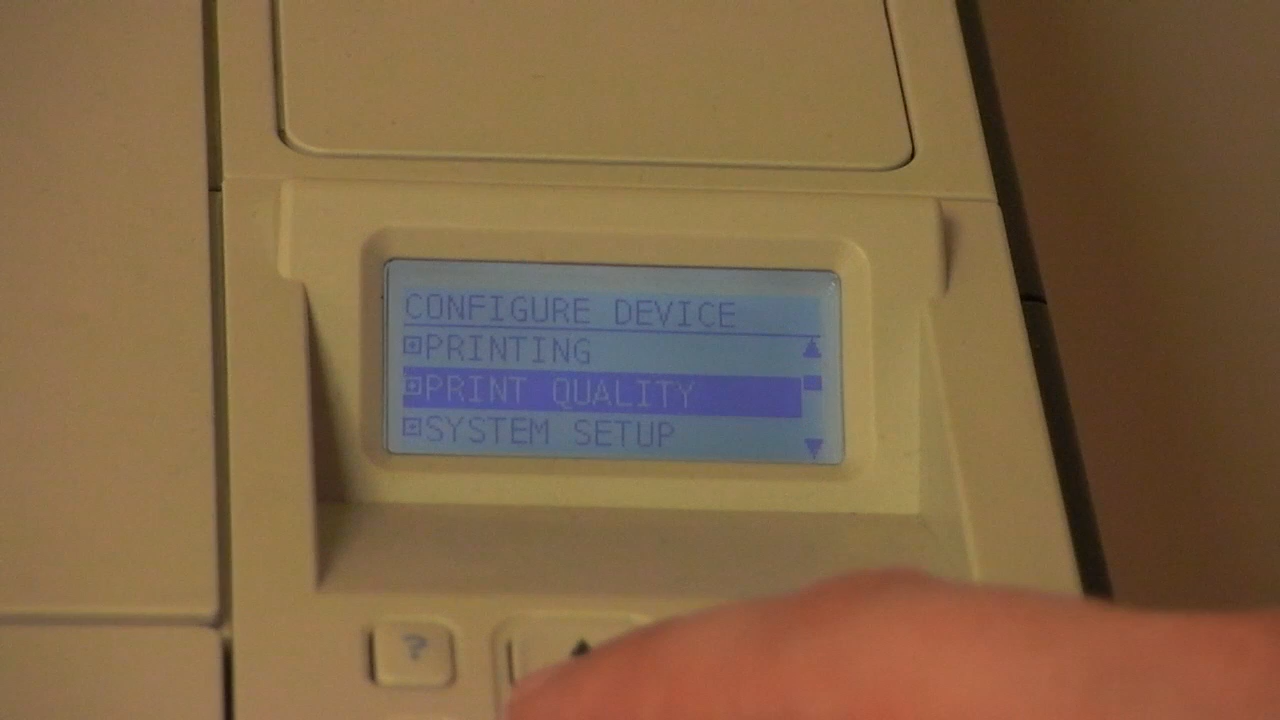 CONFIGURE DEVICE
PRINTING
PRINT QUALITY
SYSTEM SETUP
?